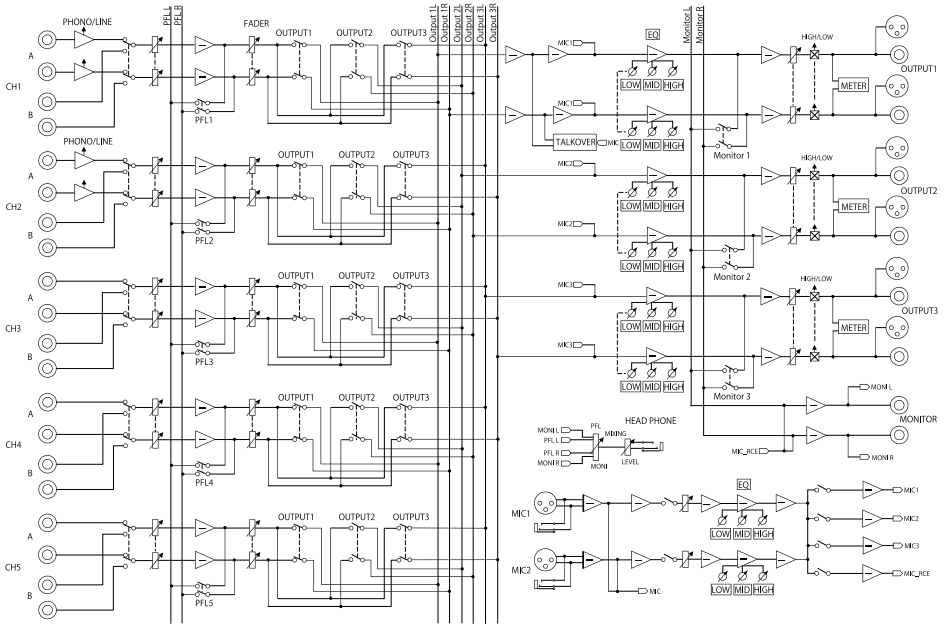 PHONO/LINE
PFL L
PFL R
FADER
OUTPUT1 OUTPUT2 OUTPUT3
Output 1L
Output 1R
Output 2L
Output 2R
Output 3L
Output 3R
A
CH1
B
PFL1
PHONO/LINE
A
CH2
B
OUTPUT1 OUTPUT2 OUTPUT3
PFL2
A
CH3
B
OUTPUT1 OUTPUT2 OUTPUT3
PFL3
A
CH4
B
OUTPUT1 OUTPUT2 OUTPUT3
PFL4
A
CH5
B
OUTPUT1 OUTPUT2 OUTPUT3
PFL5
Monitor L
Monitor R
MIC1
EQ
LOW MID HIGH
MIC1
TALKOVER
MIC
LOW MID HIGH
Monitor 1
HIGH/LOW
METER
OUTPUT1
MIC2
LOW MID HIGH
MIC2
LOW MID HIGH
Monitor 2
HIGH/LOW
METER
OUTPUT2
MIC3
LOW MID HIGH
MIC3
LOW MID HIGH
Monitor 3
HIGH/LOW
METER
OUTPUT3
MONI L
MONITOR
MONI R
MIC_RCE
HEAD PHONE
MONI L
PFL L
PFL R
MONI R
PFL
MIXING
MONI
LEVEL
MIC1
EQ
LOW MID HIGH
MIC2
MIC
LOW MID HIGH
MIC1
MIC2
MIC3
MIC_RCE